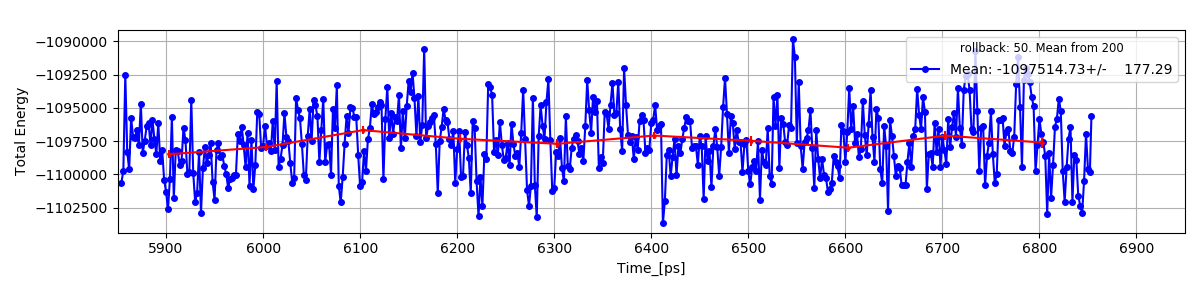 −1090000
−1092500
−1095000
−1097500
−1100000
−1102500
Total Energy
rollback: 50. Mean from 200
Mean: -1097514.73+/-    177.29
5900 6000 6100 6200 6300 6400 6500 6600 6700 6800 6900
Time_[ps]